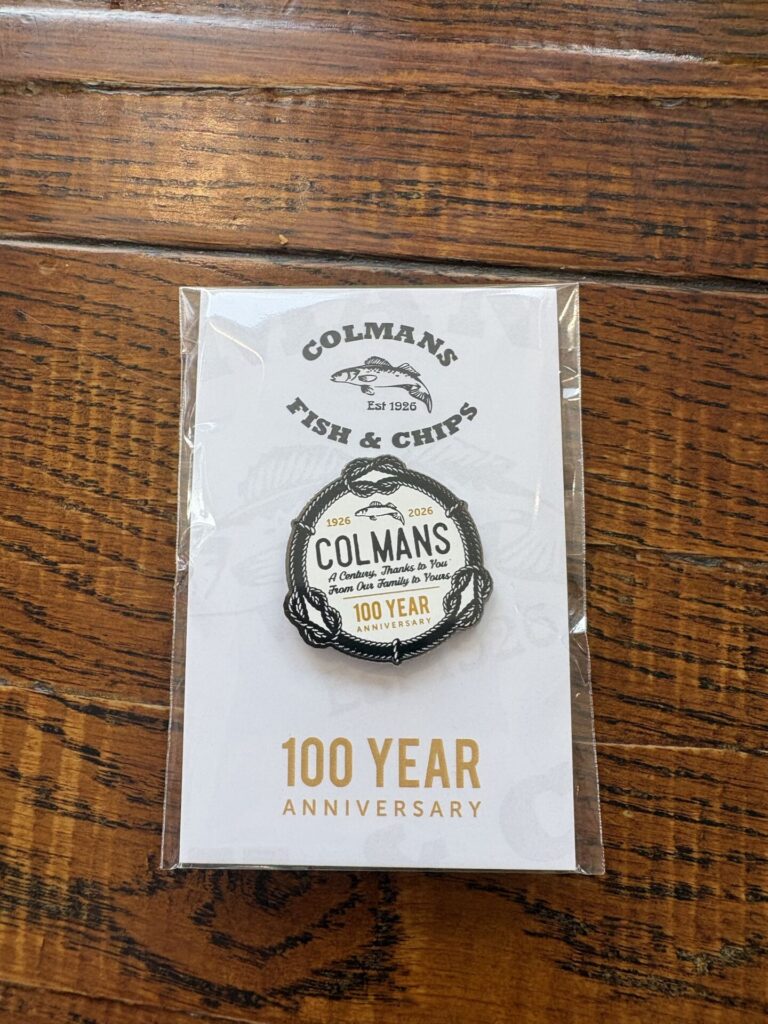 COLMANS
Est 1926
FISH & CHIPS
1926 2026
COLMANS
A Century, Thanks to You
From Our Family to Yours
100 YEAR
ANNIVERSARY
100 YEAR
ANNIVERSARY